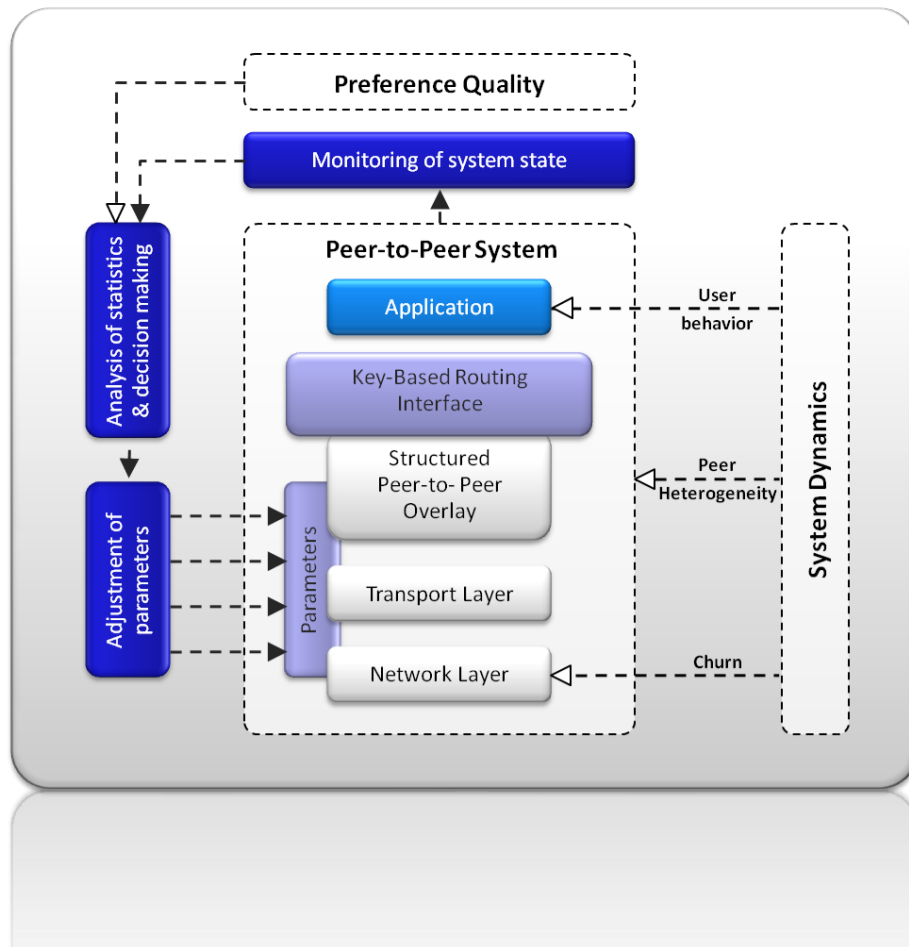 Preference Quality
Monitoring of system state
Analysis of statistics
& decision making
Adjustment of
parameters
Peer-to-Peer System
Application
Key-Based Routing
Interface
Structured
Peer-to- Peer
Overlay
Parameters
Transport Layer
Network Layer
User
behavior
Peer
Heterogeneity
Churn
System Dynamics